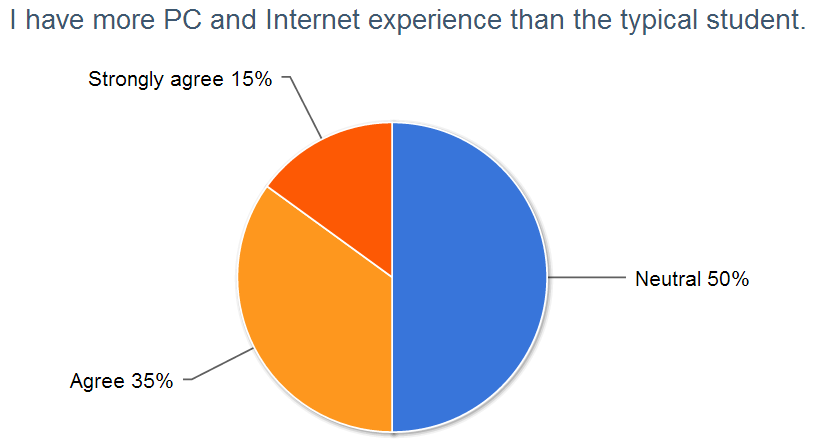 I have more PC and Internet experience than the typical student.
Strongly agree 15%
Neutral 50%
Agree 35%